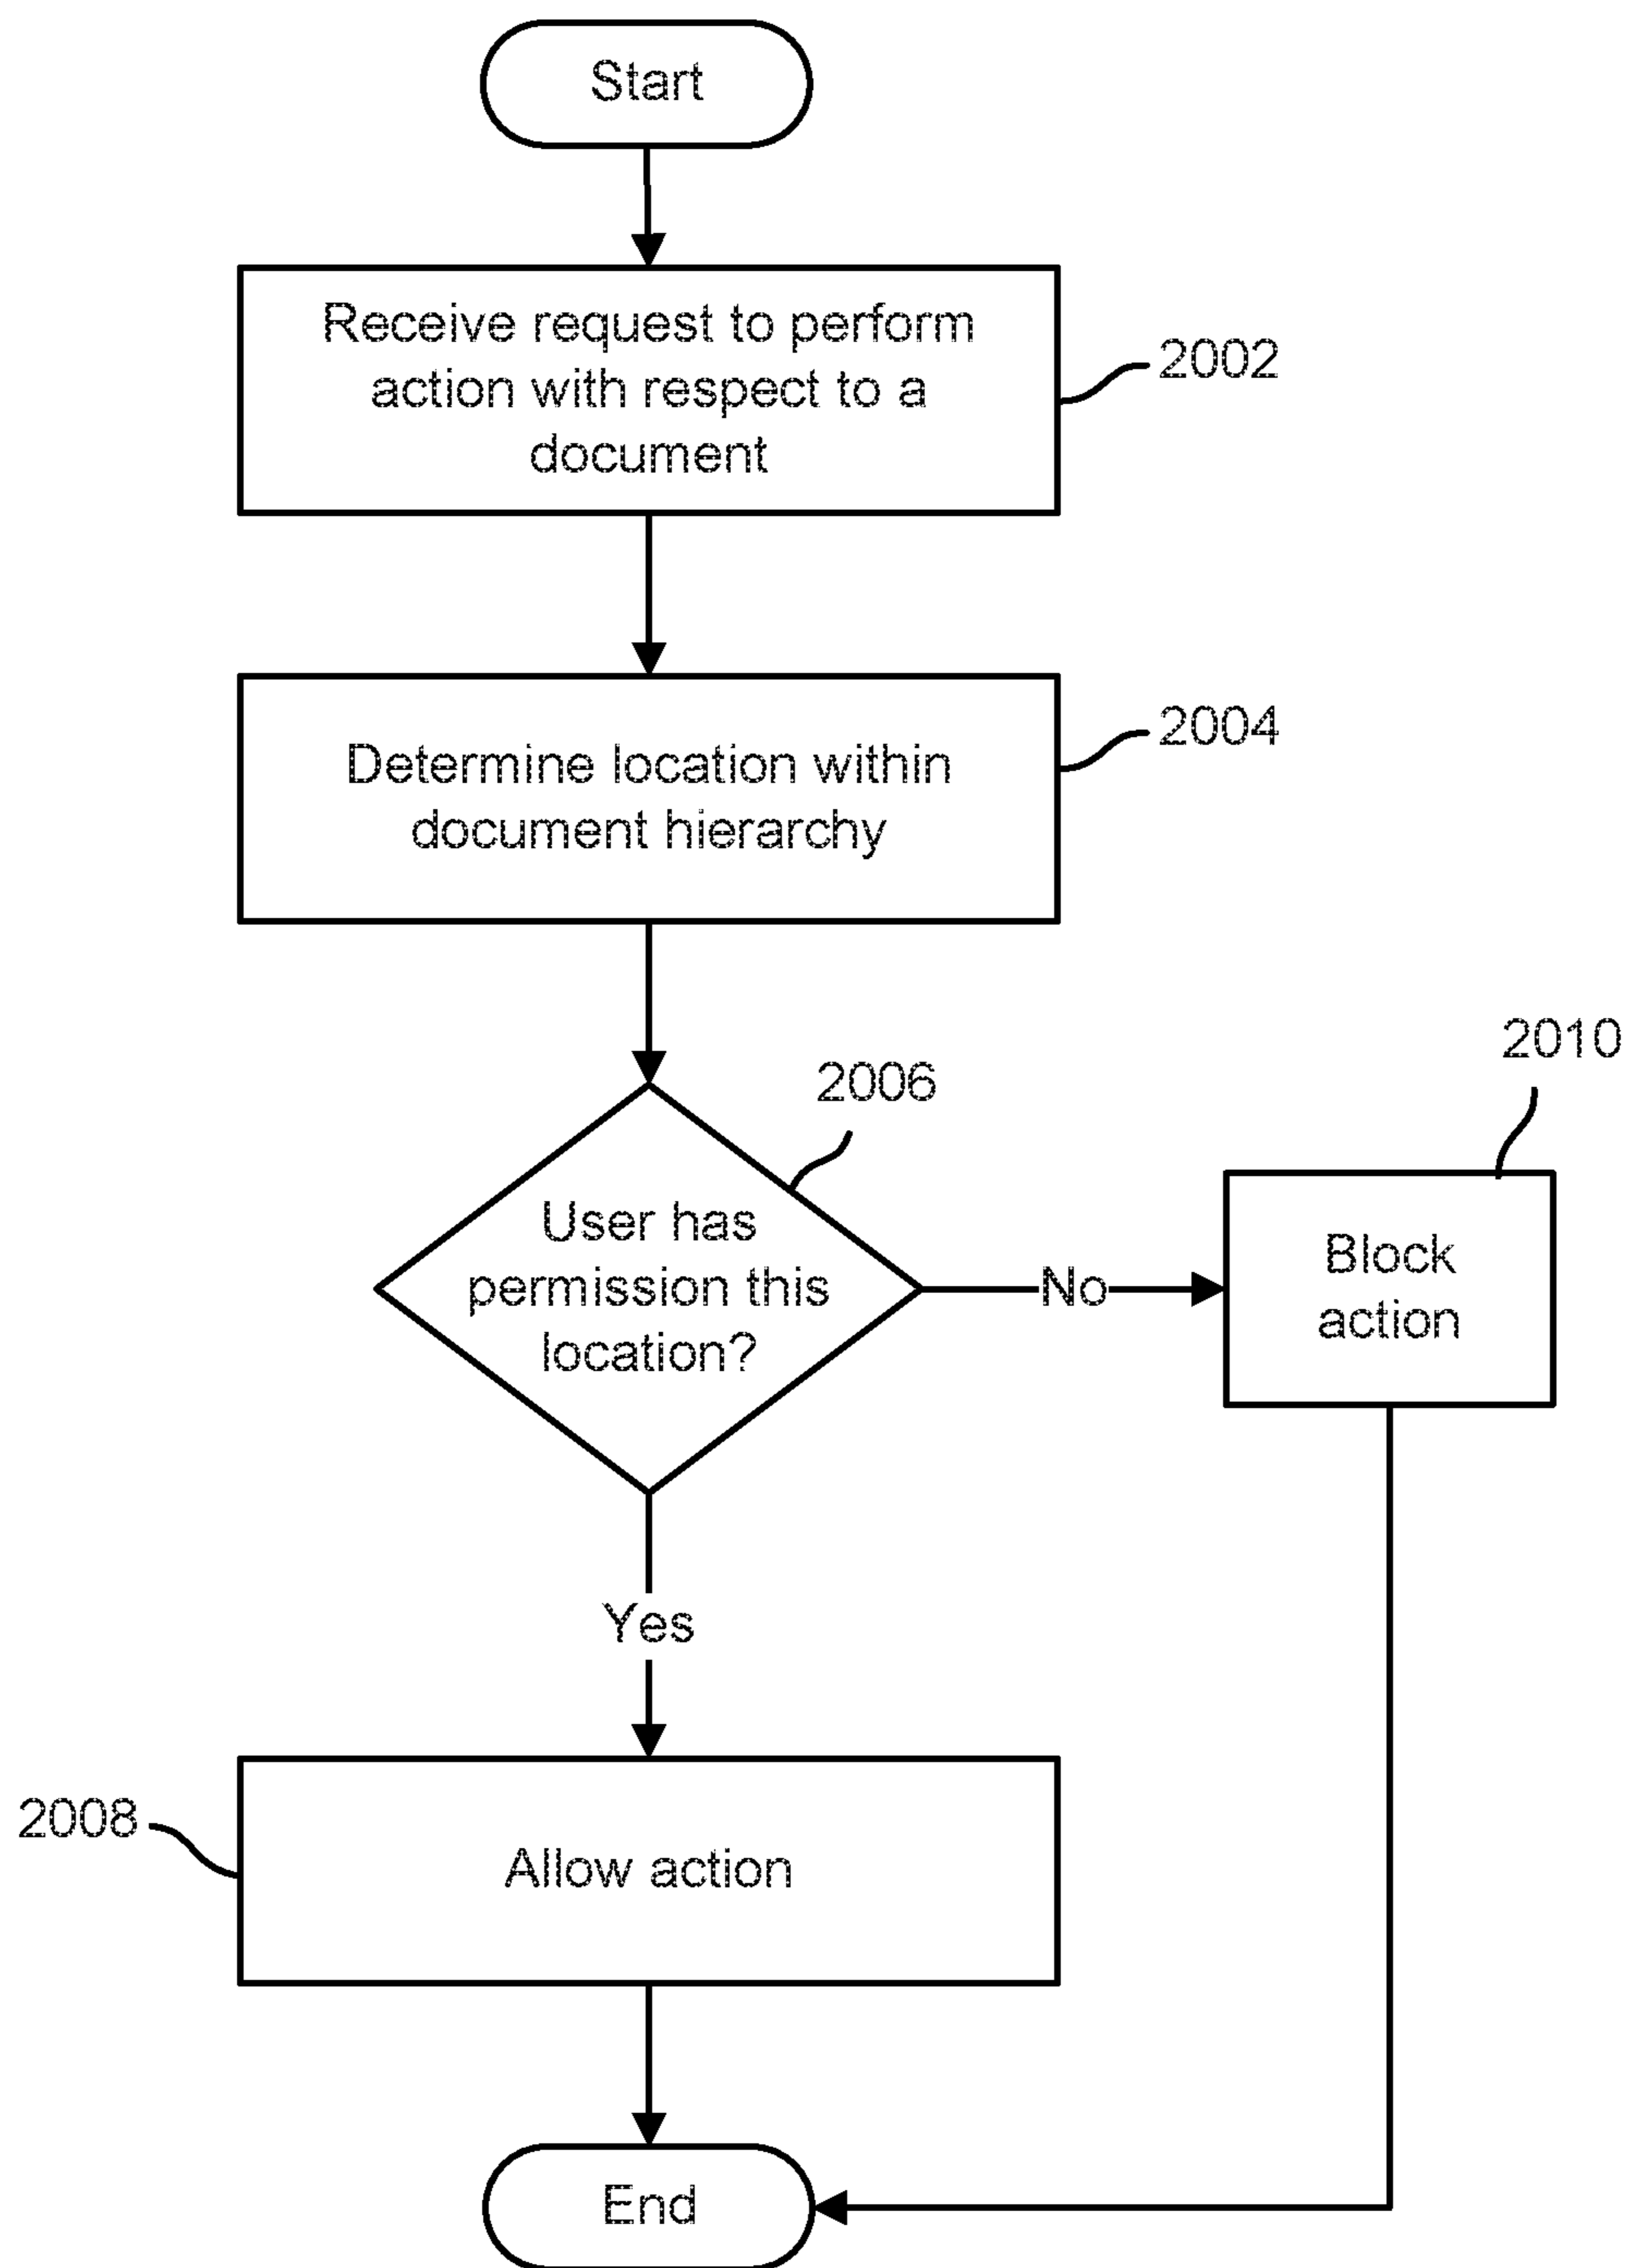 Start
Receive request to perform
action with respect to a
document
2002
Determine location within
document hierarchy
2004
2006
User has
permission this
location?
No
2010
Block
action
Yes
2008
Allow action
End